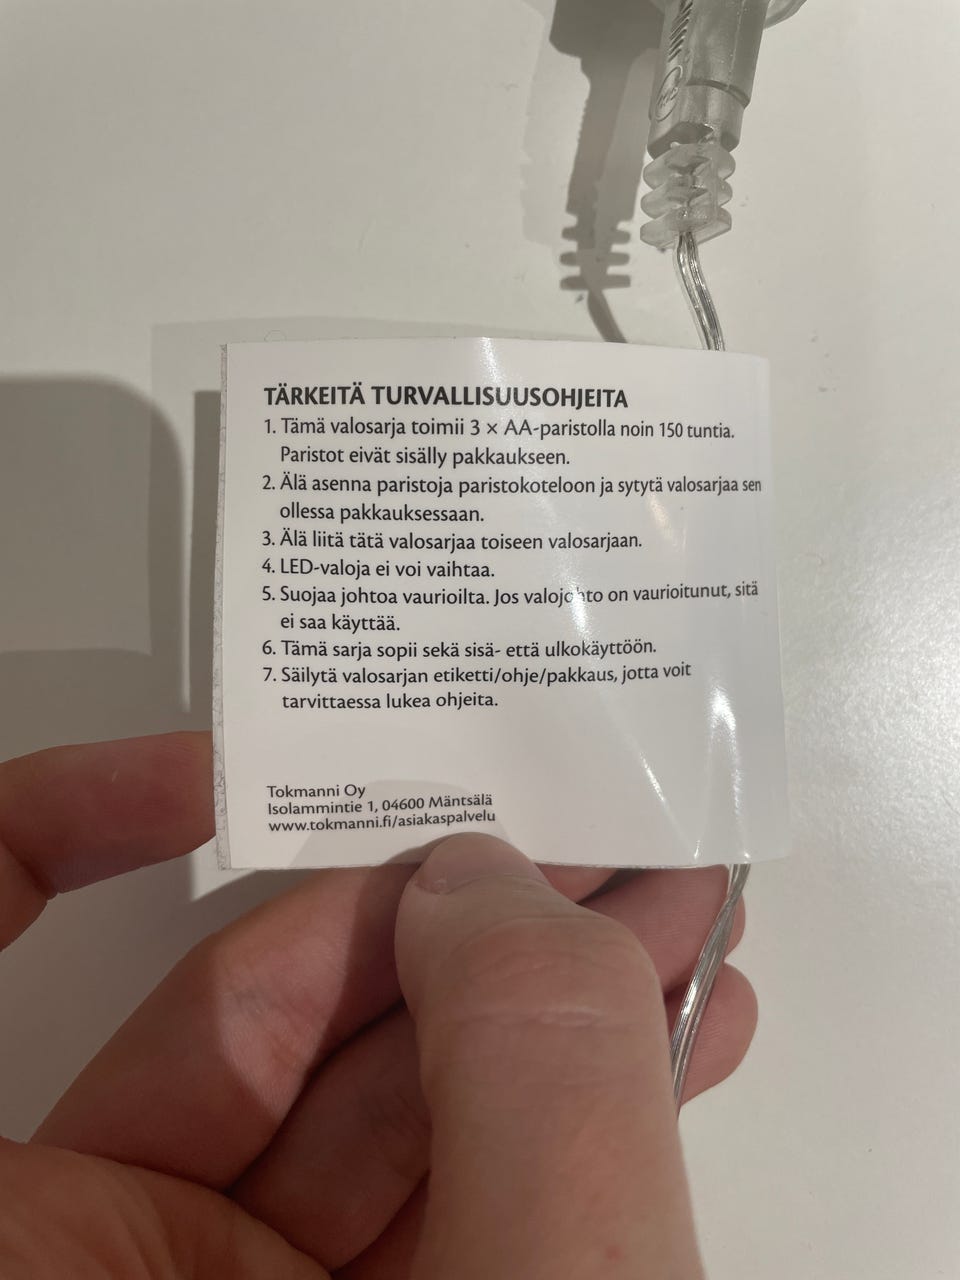 TÄRKEITÄ TURVALLISUUSOHJEITA
1. Tämä valosarja toimii 3 × AA-paristolla noin 150 tuntia.
Paristot eivät sisälly pakkaukseen.
2. Älä asenna paristoja paristokoteloon ja sytytä valosarjaa sen
ollessa pakkauksessaan.
3. Älä liitä tätä valosarjaa toiseen valosarjaan.
4. LED-valoja ei voi vaihtaa.
5. Suojaa johtoa vaurioilta. Jos valojohto on vaurioitunut, sitä
ei saa käyttää.
6. Tämä sarja sopii sekä sisä- että ulkokäyttöön.
7. Säilytä valosarjan etiketti/ohje/pakkaus, jotta voit
tarvittaessa lukea ohjeita.
Tokmanni Oy
Isolammintie 1, 04600 Mäntsälä
www.tokmanni.fi/asiakaspalvelu